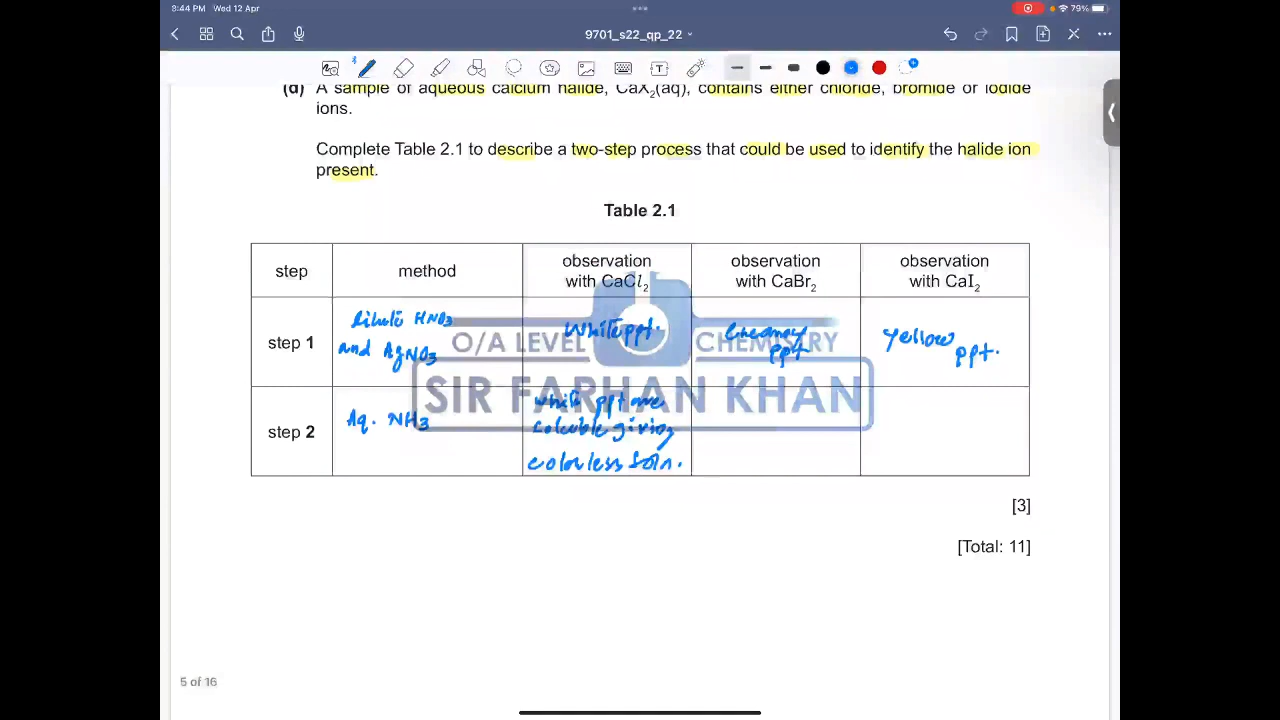 8:44 PM Wed 12 Apr
79%
9701_s22_qp_22
(d) A sample of aqueous calcium halide, CaX2(aq), contains either chloride, bromide or iodide
ions.
Complete Table 2.1 to describe a two-step process that could be used to identify the halide ion
present.
Table 2.1
step
method
observation
with CaCl2
observation
with CaBr2
observation
with CaI2
step 1
dilute HNO3
and AgNO3
White ppt.
Creamy
ppt
Yellow
ppt.
step 2
Aq. NH3
white ppt are
soluble giving
colorless soln.
O/A LEVEL CHEMISTRY
SIR FARHAN KHAN
[3]
[Total: 11]
5 of 16